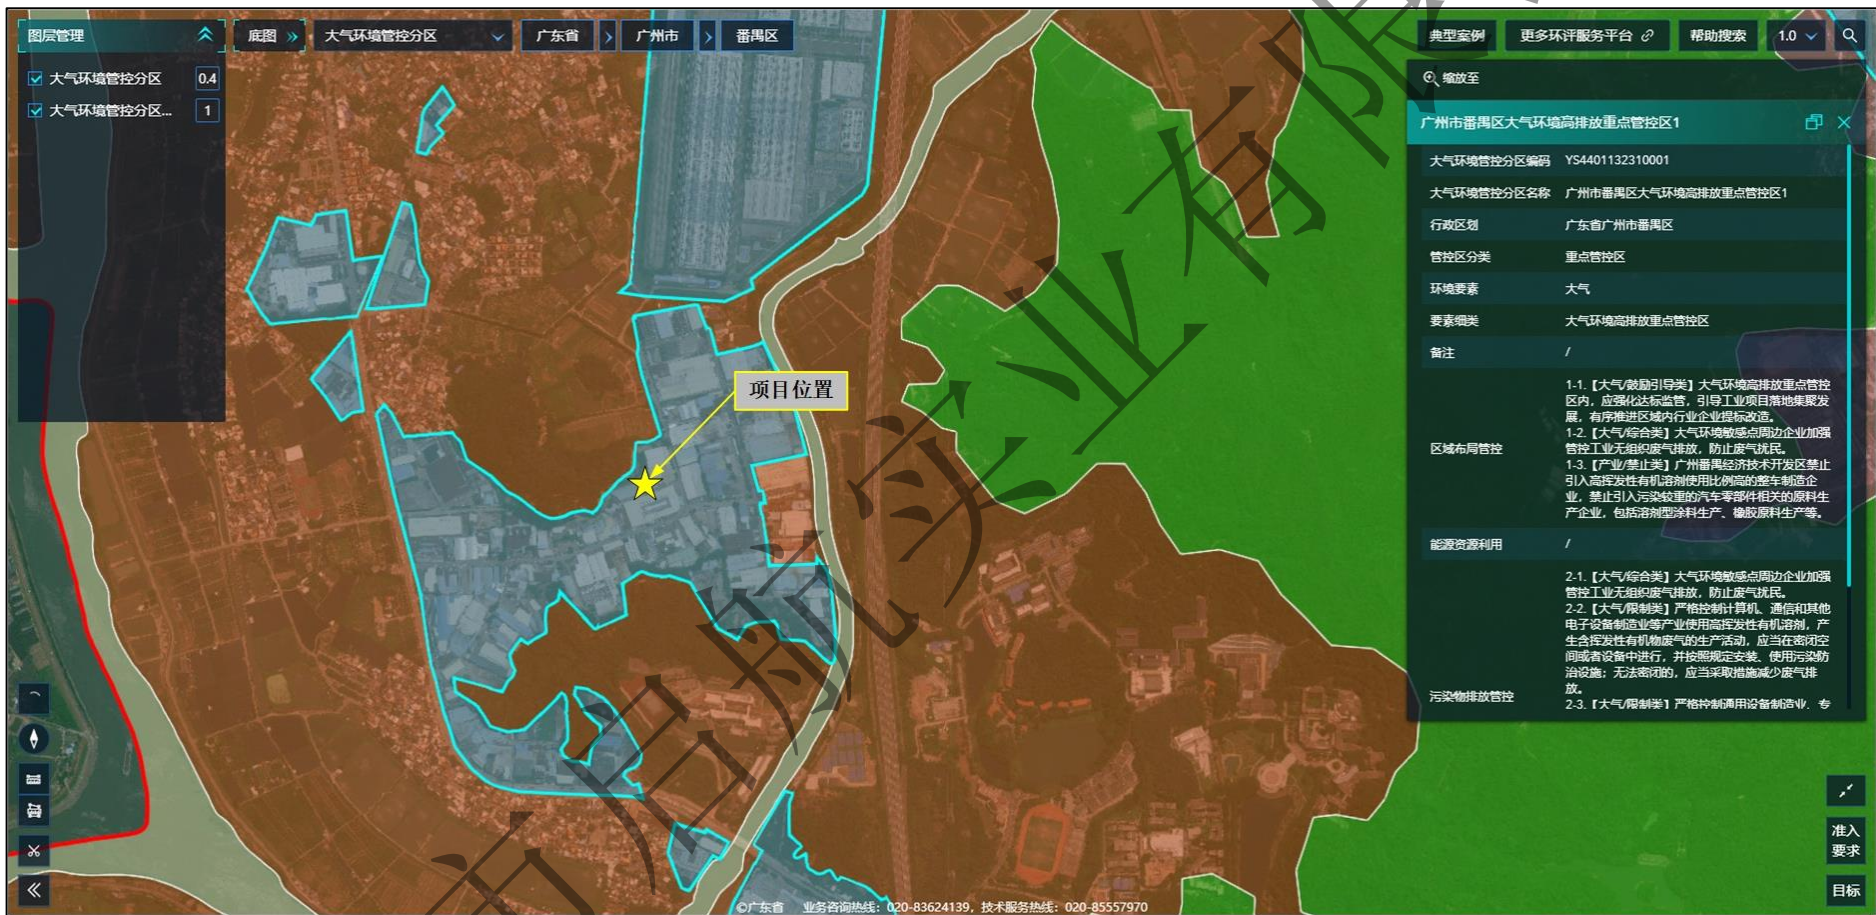 图层管理
底图
大气环境管控分区
广东省
广州市
番禺区
典型案例
更多环评服务平台
帮助搜索
1.0
大气环境管控分区
0.4
大气环境管控分区...
1
缩放至
广州市番禺区大气环境高排放重点管控区1
大气环境管控分区编码 YS4401132310001
大气环境管控分区名称 广州市番禺区大气环境高排放重点管控区1
行政区划 广东省广州市番禺区
管控区分类 重点管控区
环境要素 大气
要素细类 大气环境高排放重点管控区
备注 /
区域布局管控
1-1.【大气/鼓励引导类】大气环境高排放重点管控
区内，应强化达标监管，引导工业项目落地集聚发
展，有序推进区域内行业企业提标改造。
1-2.【大气/综合类】大气环境敏感点周边企业加强
管控工业无组织废气排放，防止废气扰民。
1-3.【产业/禁止类】广州番禺经济技术开发区禁止
引入高挥发性有机溶剂使用比例高的整车制造企
业，禁止引入污染较重的汽车零部件相关的原料生
产企业，包括溶剂型涂料生产、橡胶原料生产等。
能源资源利用 /
污染物排放管控
2-1.【大气/综合类】大气环境敏感点周边企业加强
管控工业无组织废气排放，防止废气扰民。
2-2.【大气/限制类】严格控制计算机、通信和其他
电子设备制造业等产业使用高挥发性有机溶剂，产
生含挥发性有机物废气的生产活动，应当在密闭空
间或者设备中进行，并按照规定安装、使用污染防
治设施；无法密闭的，应当采取措施减少废气排
放。
2-3.【大气/限制类】严格控制通用设备制造业、专
项目位置
准入
要求
目标
©广东省 业务咨询热线：020-83624139，技术服务热线：020-85557970
市启航实业有限